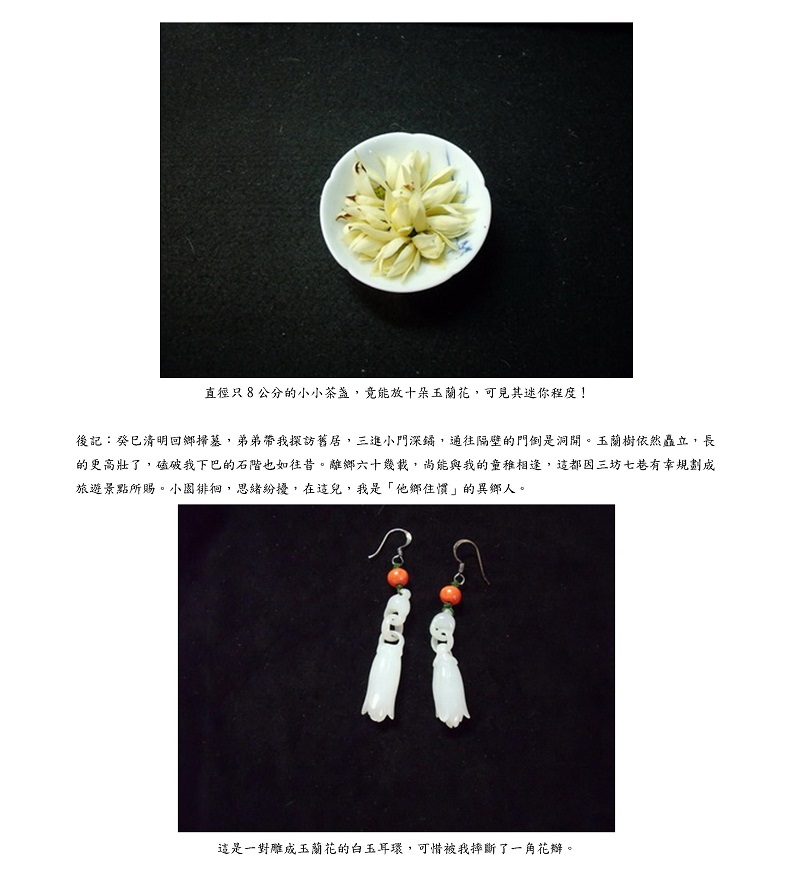 直徑只8公分的小小茶盞，竟能放十朵玉蘭花，可見其迷你程度！
後記：癸巳清明回鄉掃墓，弟弟帶我探訪舊居，三進小門深鎖，通往隔壁的門倒是洞開。玉蘭樹依然矗立，長
的更高壯了，磕破我下巴的石階也如往昔。離鄉六十幾載，尚能與我的童稚相逢，這都因三坊七巷有幸規劃成
旅遊景點所賜。小園徘徊，思緒紛擾，在這兒，我是「他鄉住慣」的異鄉人。
這是一對雕成玉蘭花的白玉耳環，可惜被我摔斷了一角花瓣。